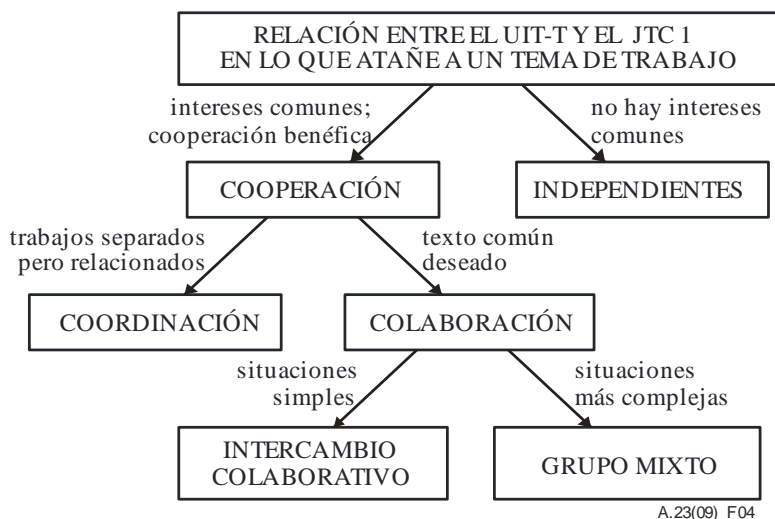 RELACIÓN ENTRE EL UIT-T Y EL JTC 1
EN LO QUE ATAÑE A UN TEMA DE TRABAJO
intereses comunes;
cooperación benéfica
no hay intereses
comunes
COOPERACIÓN
INDEPENDIENTES
trabajos separados
pero relacionados
texto común
deseado
COORDINACIÓN
COLABORACIÓN
situaciones
simples
situaciones
más complejas
INTERCAMBIO
COLABORATIVO
GRUPO MIXTO
A.23(09)_F04